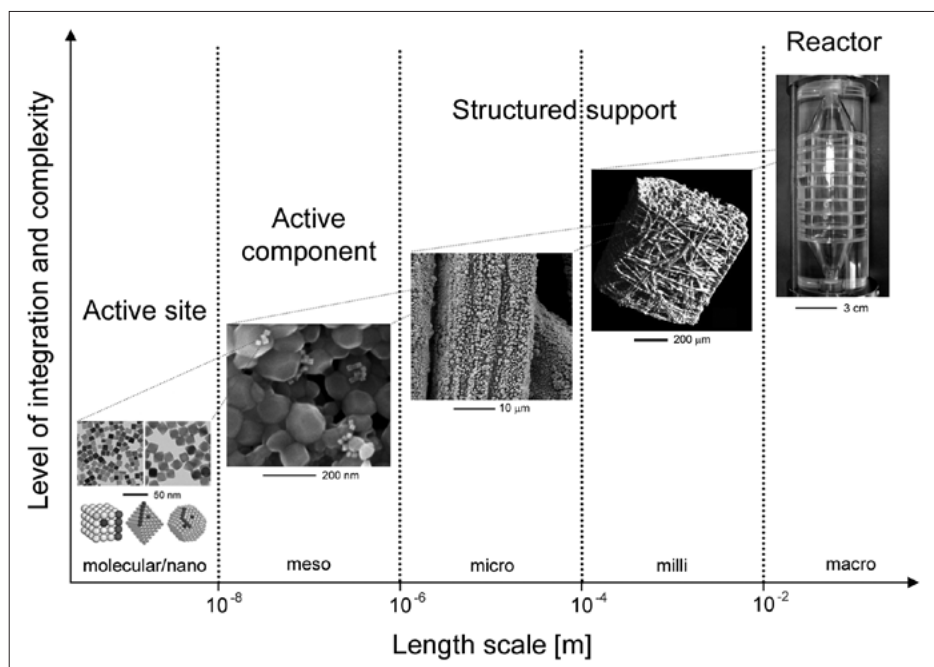 Reactor
Structured support
Active
component
Active site
3 cm
200 μm
10 μm
200 nm
50 nm
molecular/nano
meso
micro
milli
macro
10-8
10-6
10-4
10-2
Length scale [m]
Level of integration and complexity